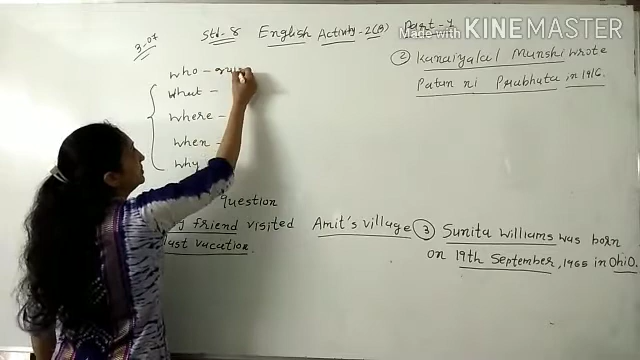 3-07
Std-8 English Activity-2(B) Part-4
Made with KINEMASTER
who -
what -
where -
when -
why
question
friend visited Amit's village
last vacation.
② Kanaiyalal Munshi wrote
Patan ni Prabhuta in 1916.
③ Sunita Williams was born
on 19th September, 1965 in OhiO.